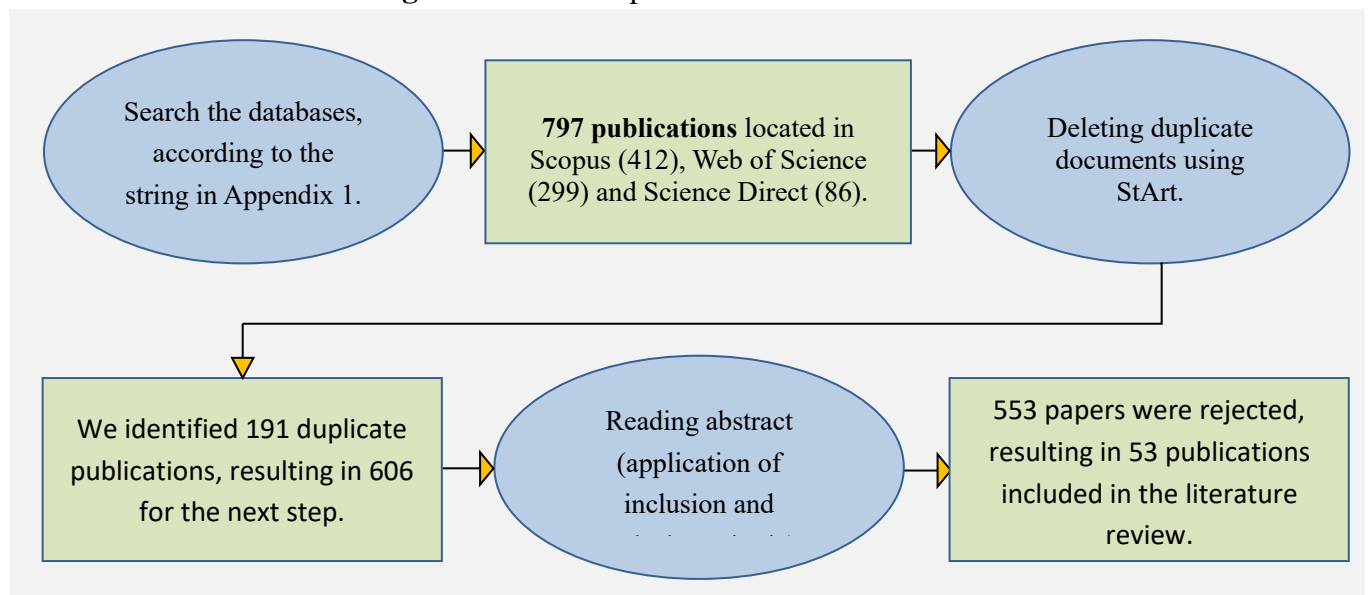 Search the databases,
according to the
string in Appendix 1.
797 publications located in
Scopus (412), Web of Science
(299) and Science Direct (86).
Deleting duplicate
documents using
StArt.
We identified 191 duplicate
publications, resulting in 606
for the next step.
Reading abstract
(application of
inclusion and
553 papers were rejected,
resulting in 53 publications
included in the literature
review.